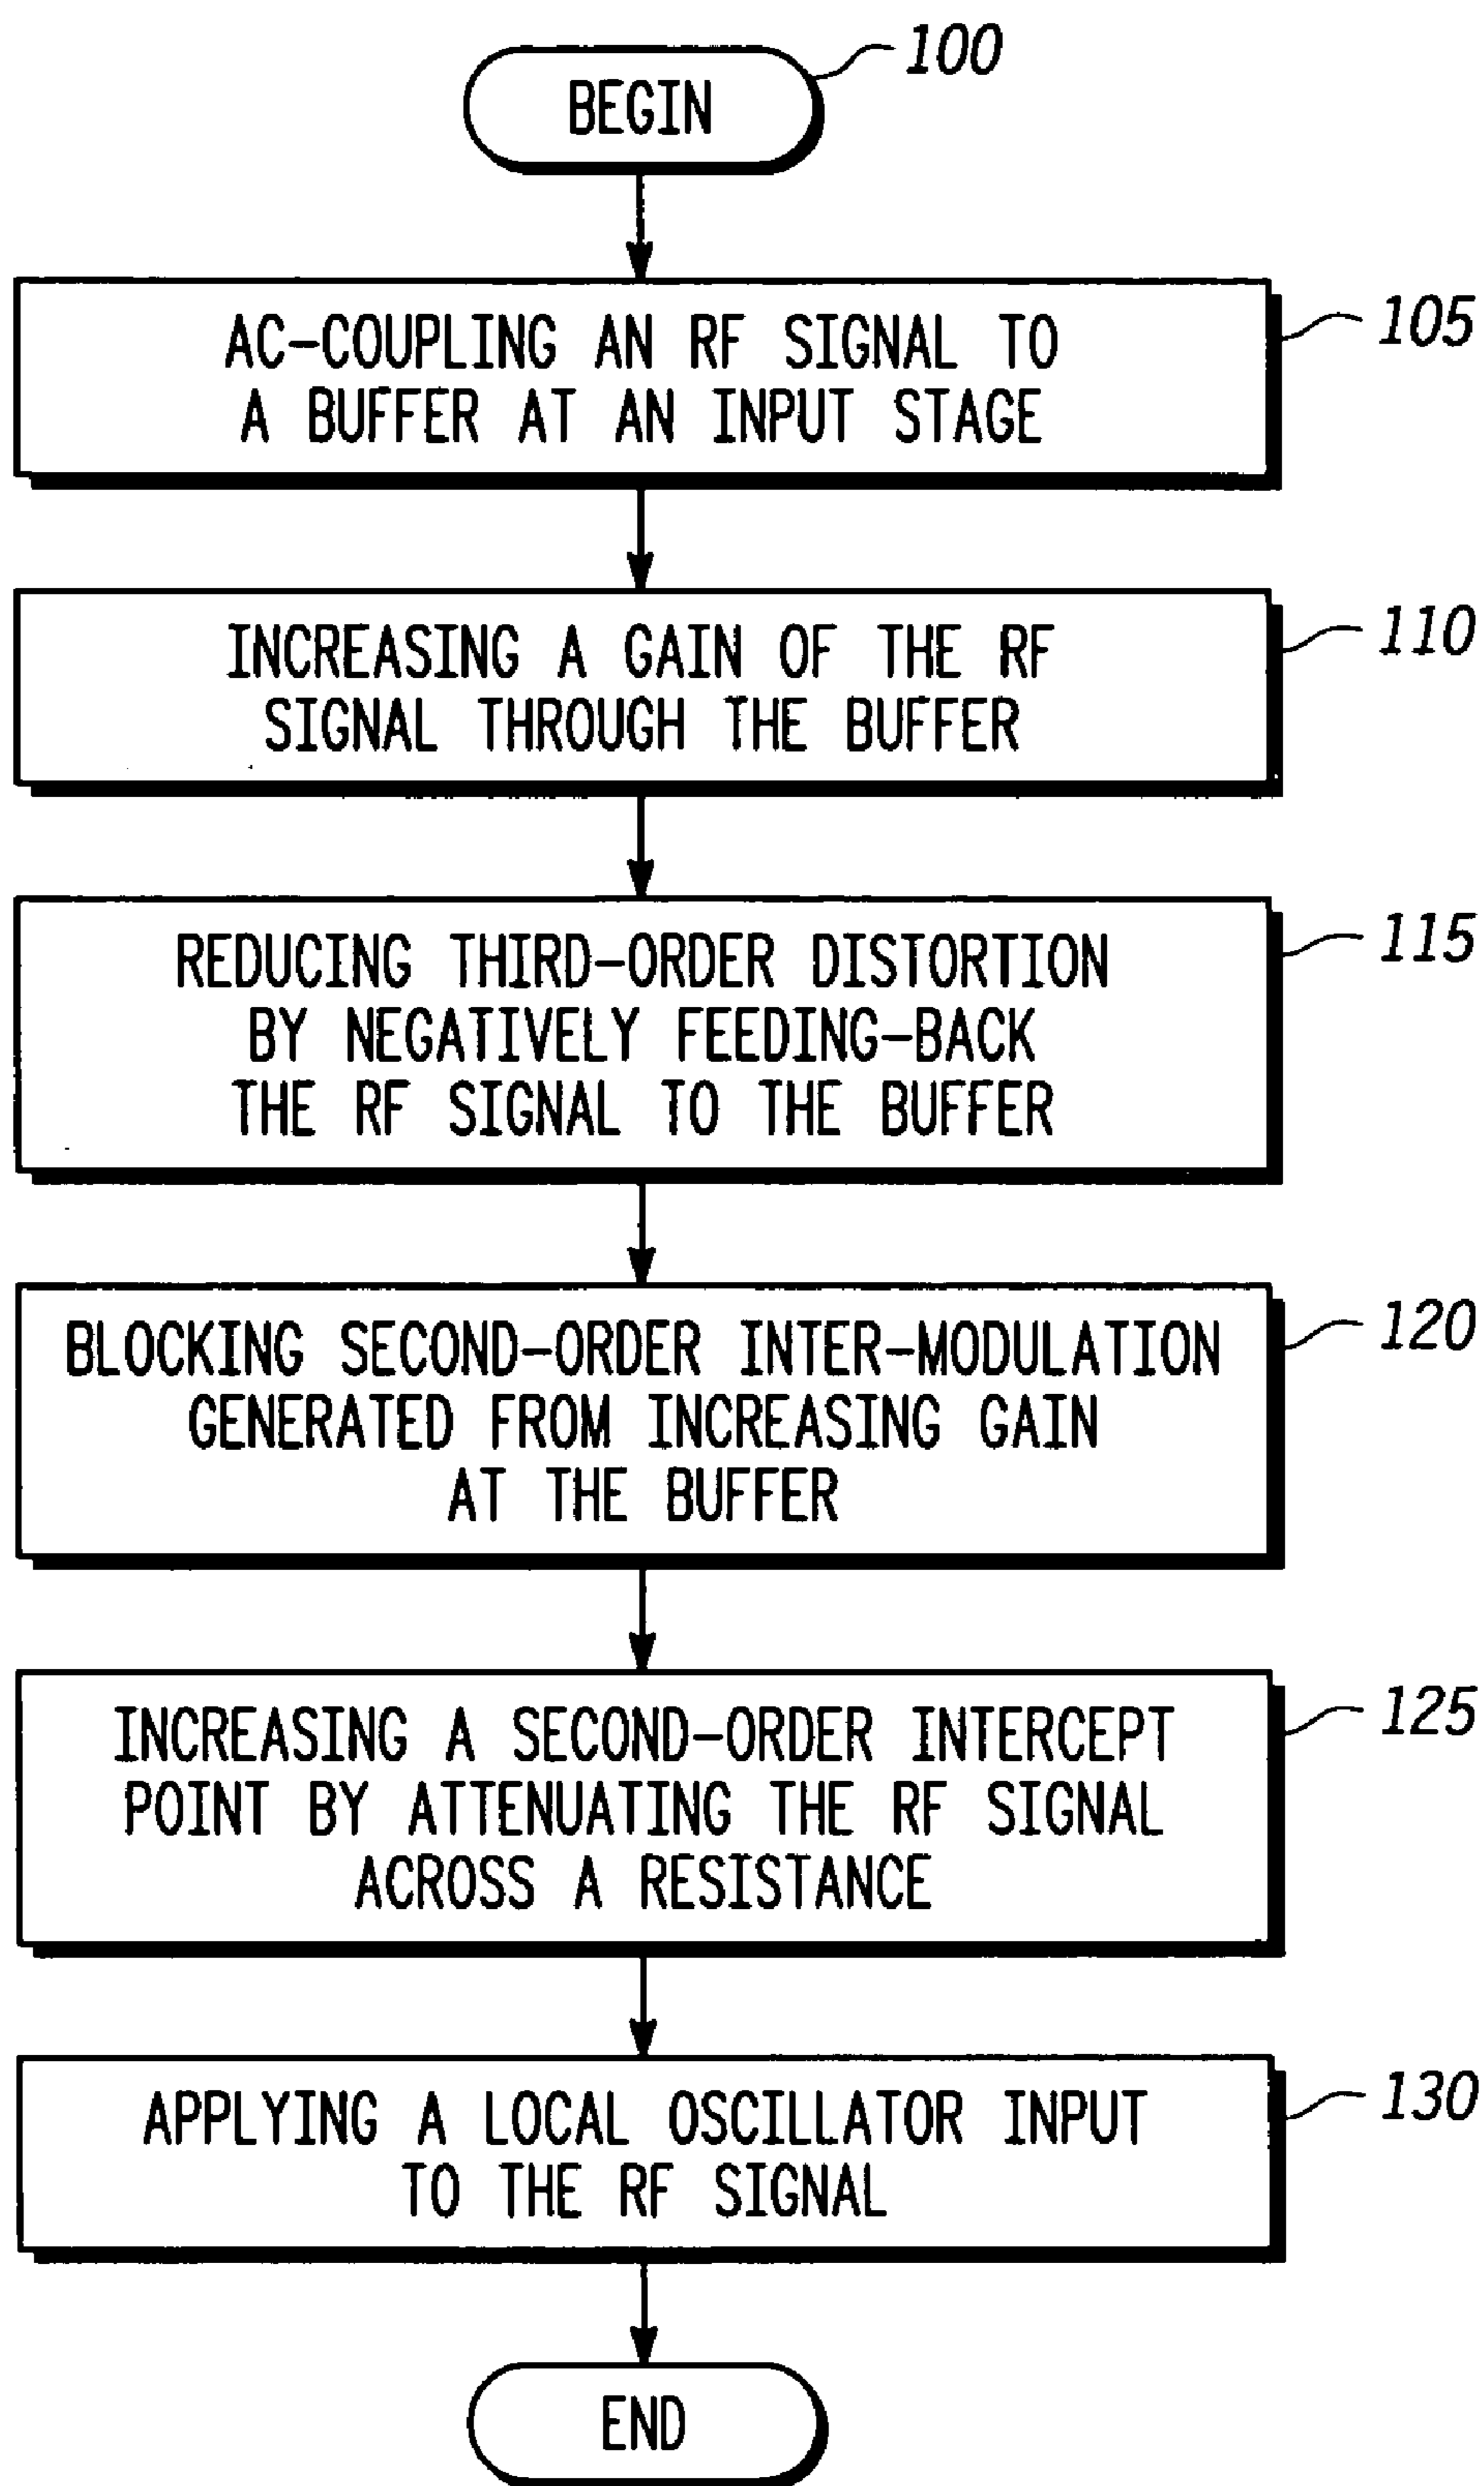 100
BEGIN
105
AC-COUPLING AN RF SIGNAL TO
A BUFFER AT AN INPUT STAGE
110
INCREASING A GAIN OF THE RF
SIGNAL THROUGH THE BUFFER
115
REDUCING THIRD-ORDER DISTORTION
BY NEGATIVELY FEEDING-BACK
THE RF SIGNAL TO THE BUFFER
120
BLOCKING SECOND-ORDER INTER-MODULATION
GENERATED FROM INCREASING GAIN
AT THE BUFFER
125
INCREASING A SECOND-ORDER INTERCEPT
POINT BY ATTENUATING THE RF SIGNAL
ACROSS A RESISTANCE
130
APPLYING A LOCAL OSCILLATOR INPUT
TO THE RF SIGNAL
END